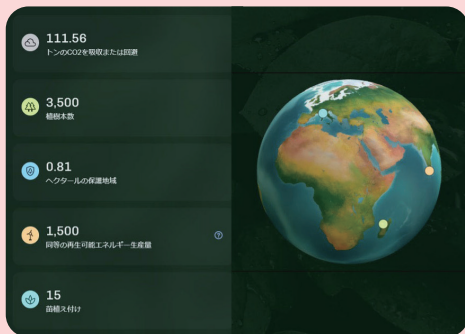 111.56
トンのCO2を吸収または回避
3,500
植樹本数
0.81
ヘクタールの保護地域
1,500
同等の再生可能エネルギー生産量
15
苗植え付け